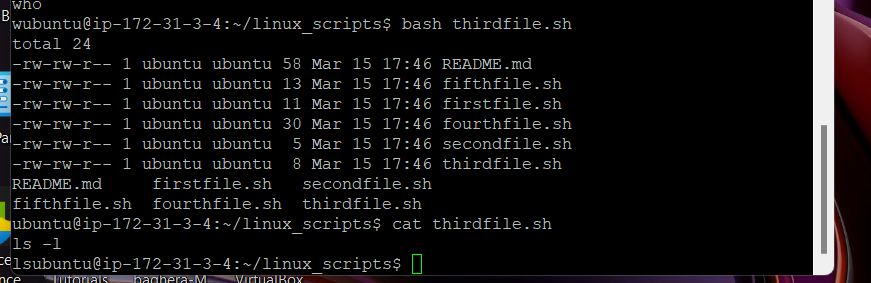 who
wubuntu@ip-172-31-3-4:~/linux_scripts$ bash thirdfile.sh
total 24
-rw-rw-r-- 1 ubuntu ubuntu 58 Mar 15 17:46 README.md
-rw-rw-r-- 1 ubuntu ubuntu 13 Mar 15 17:46 fifthfile.sh
-rw-rw-r-- 1 ubuntu ubuntu 11 Mar 15 17:46 firstfile.sh
-rw-rw-r-- 1 ubuntu ubuntu 30 Mar 15 17:46 fourthfile.sh
-rw-rw-r-- 1 ubuntu ubuntu  5 Mar 15 17:46 secondfile.sh
-rw-rw-r-- 1 ubuntu ubuntu  8 Mar 15 17:46 thirdfile.sh
README.md     firstfile.sh   secondfile.sh
fifthfile.sh  fourthfile.sh  thirdfile.sh
ubuntu@ip-172-31-3-4:~/linux_scripts$ cat thirdfile.sh
ls -l
lsubuntu@ip-172-31-3-4:~/linux_scripts$
Tutorials baghera-M VirtualBox